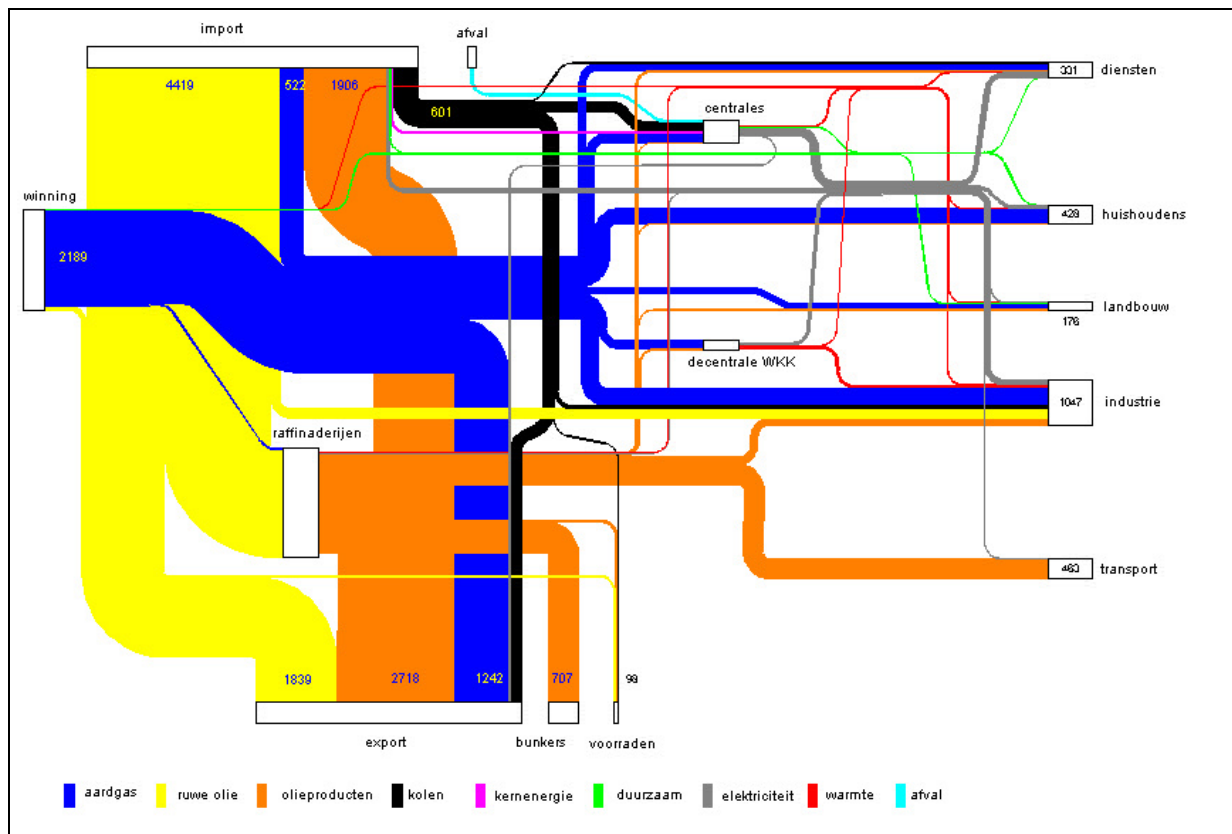 import
afval
4419
522
1906
331
diensten
centrales
601
winning
428
huishoudens
2189
landbouw
176
decentrale WKK
1047
industrie
raffinaderijen
463
transport
1839
2718
1242
707
98
export
bunkers
voorraden
aardgas
ruwe olie
olieproducten
kolen
kernenergie
duurzaam
elektriciteit
warmte
afval